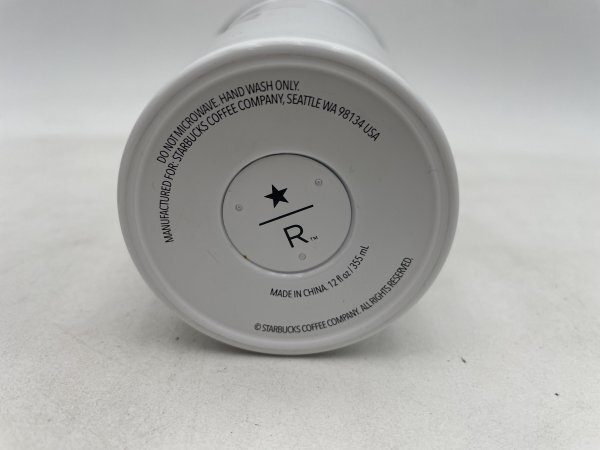 DO NOT MICROWAVE. HAND WASH ONLY.
MANUFACTURED FOR: STARBUCKS COFFEE COMPANY, SEATTLE WA 98134 USA
R™
MADE IN CHINA. 12 fl oz / 355 mL
© STARBUCKS COFFEE COMPANY. ALL RIGHTS RESERVED.